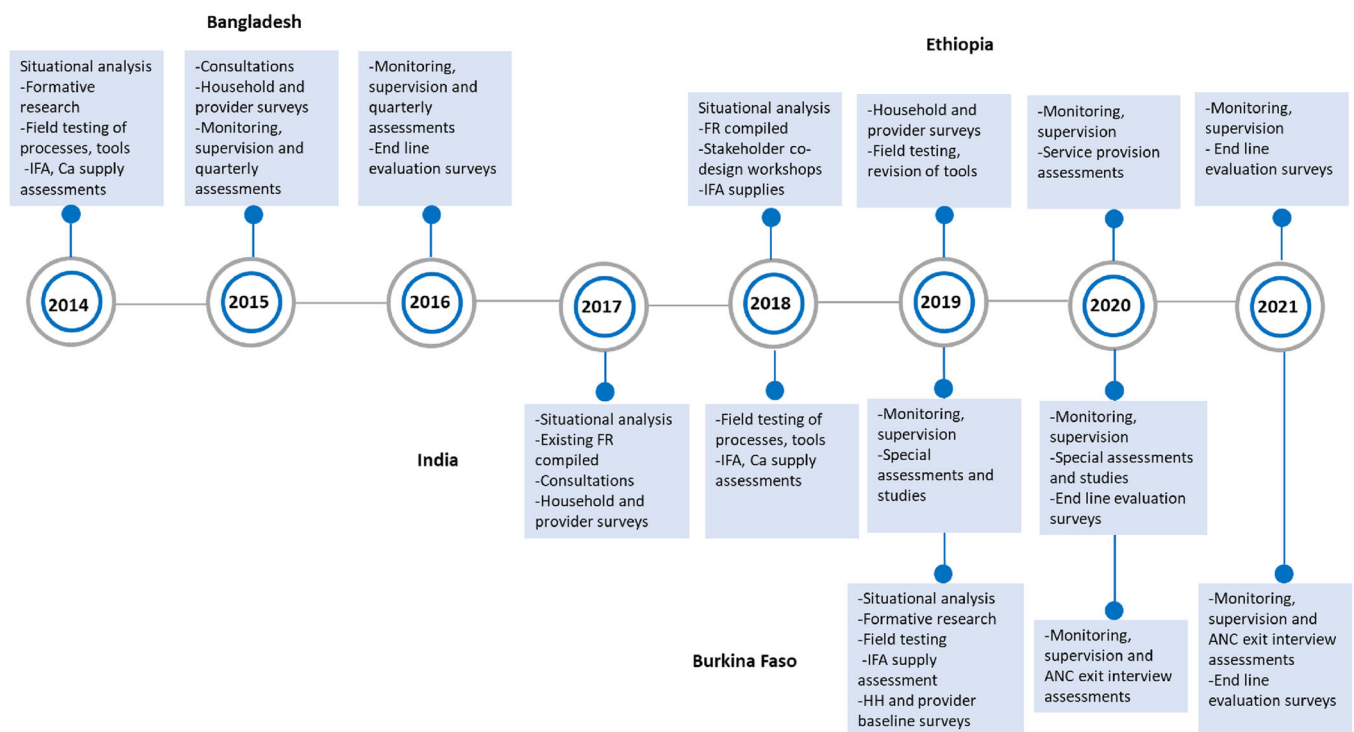 Bangladesh
Situational analysis
-Formative
research
-Field testing of
processes, tools
-IFA, Ca supply
assessments
-Consultations
-Household and
provider surveys
-Monitoring,
supervision and
quarterly
assessments
-Monitoring,
supervision and
quarterly
assessments
-End line
evaluation surveys
Ethiopia
Situational analysis
-FR compiled
-Stakeholder co-
design workshops
-IFA supplies
-Household and
provider surveys
-Field testing,
revision of tools
-Monitoring,
supervision
-Service provision
assessments
-Monitoring,
supervision
- End line
evaluation surveys
2014
2015
2016
2017
2018
2019
2020
2021
India
-Situational analysis
-Existing FR
compiled
-Consultations
-Household and
provider surveys
-Field testing of
processes, tools
-IFA, Ca supply
assessments
-Monitoring,
supervision
-Special
assessments and
studies
-Monitoring,
supervision
-Special assessments
and studies
-End line evaluation
surveys
Burkina Faso
-Situational analysis
-Formative research
-Field testing
-IFA supply
assessment
-HH and provider
baseline surveys
-Monitoring,
supervision and
ANC exit interview
assessments
-Monitoring,
supervision and
ANC exit interview
assessments
-End line
evaluation surveys